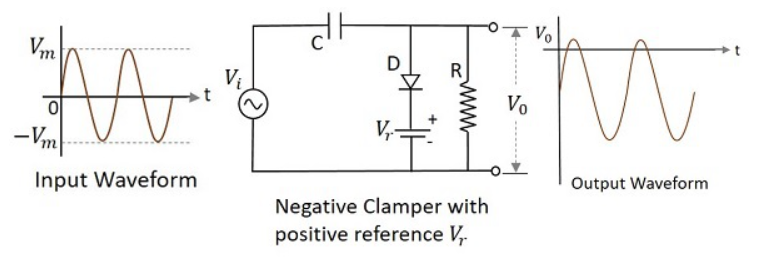 Vm
0
t
−Vm
Input Waveform
C
Vi
D
R
Vr
+
-
V0
Negative Clamper with
positive reference Vr
V0
t
Output Waveform